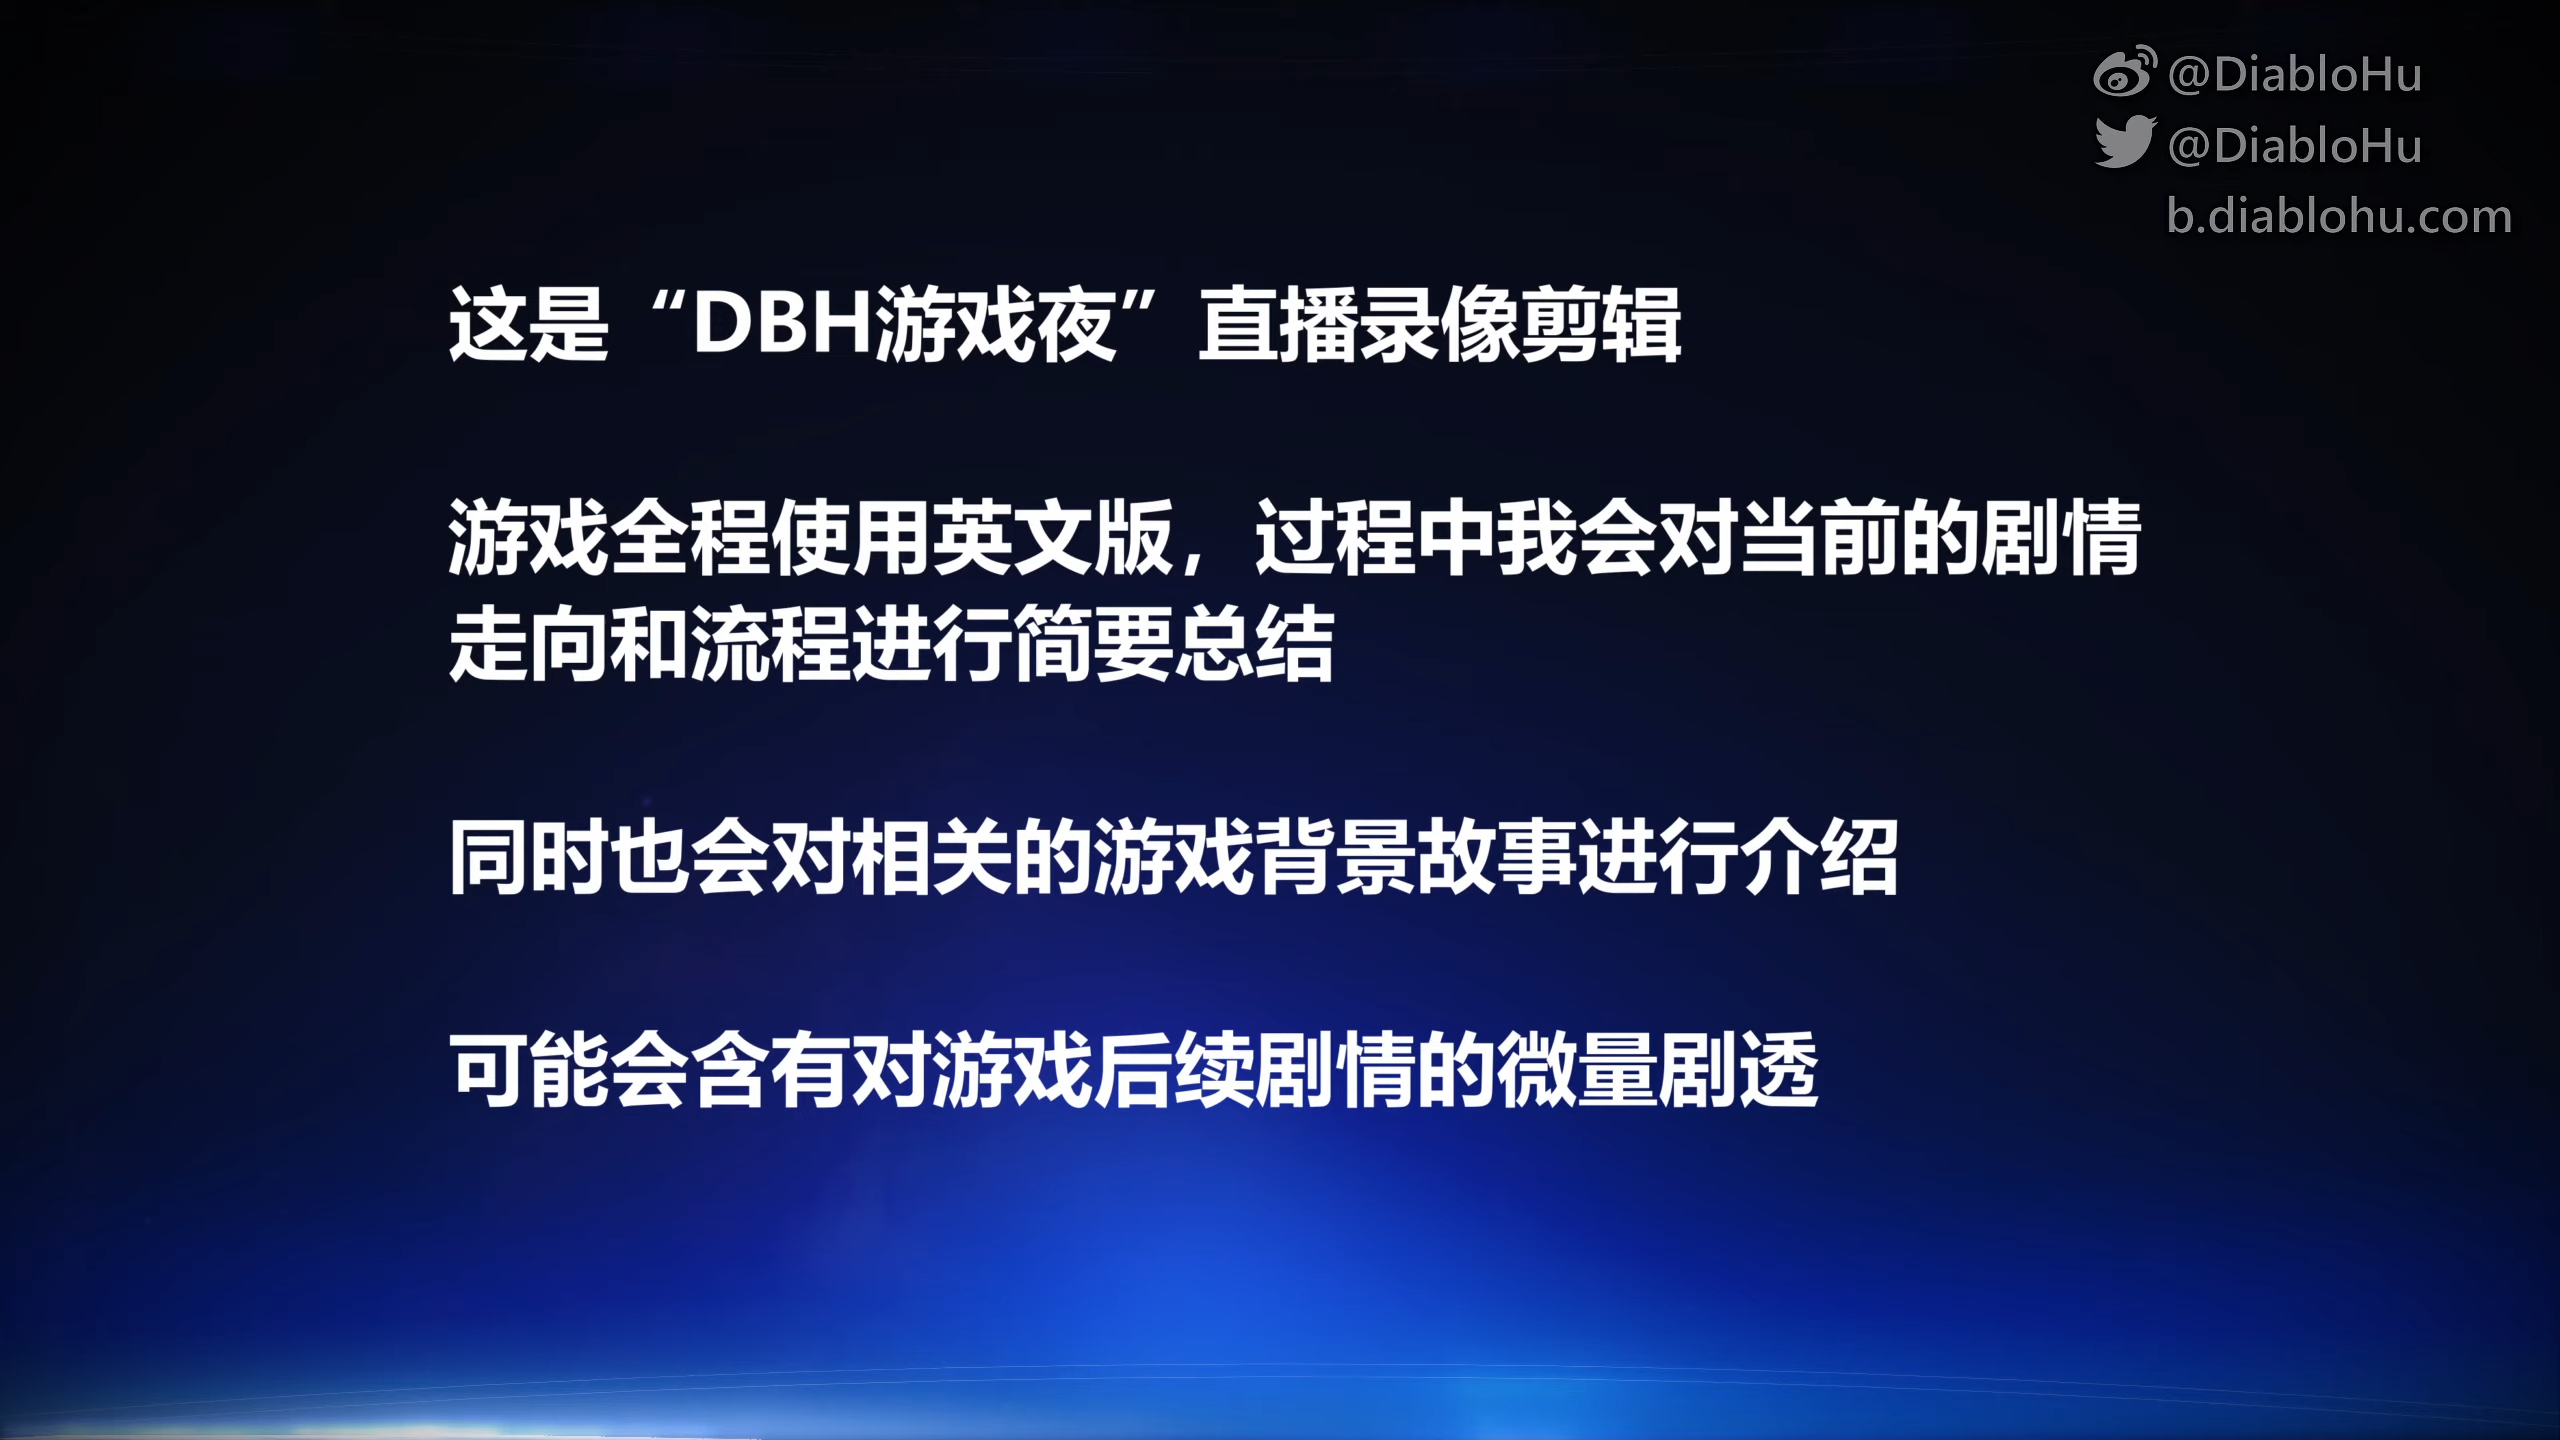 @DiabloHu
@DiabloHu
b.diablohu.com
这是“DBH游戏夜”直播录像剪辑
游戏全程使用英文版，过程中我会对当前的剧情
走向和流程进行简要总结
同时也会对相关的游戏背景故事进行介绍
可能会含有对游戏后续剧情的微量剧透